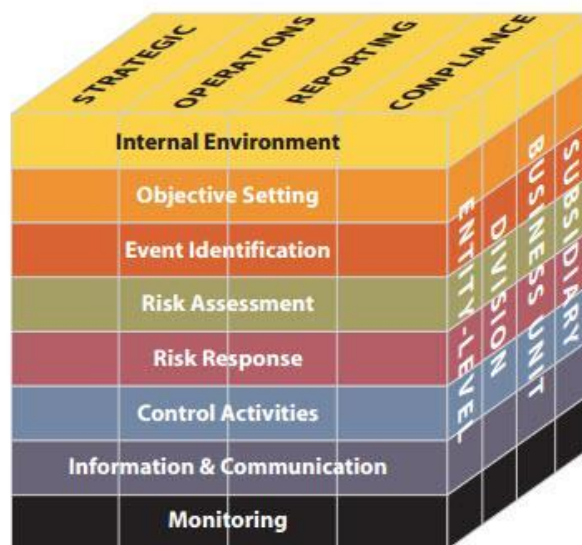 STRATEGIC
OPERATIONS
REPORTING
COMPLIANCE
Internal Environment
Objective Setting
Event Identification
Risk Assessment
Risk Response
Control Activities
Information & Communication
Monitoring
ENTITY-LEVEL
DIVISION
BUSINESS UNIT
SUBSIDIARY